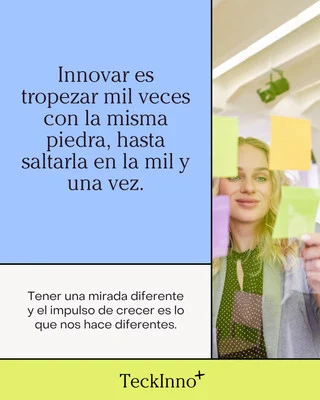 Innovar es
tropezar mil veces
con la misma
piedra, hasta
saltarla en la mil y
una vez.
Tener una mirada diferente
y el impulso de crecer es lo
que nos hace diferentes.
TeckInno+